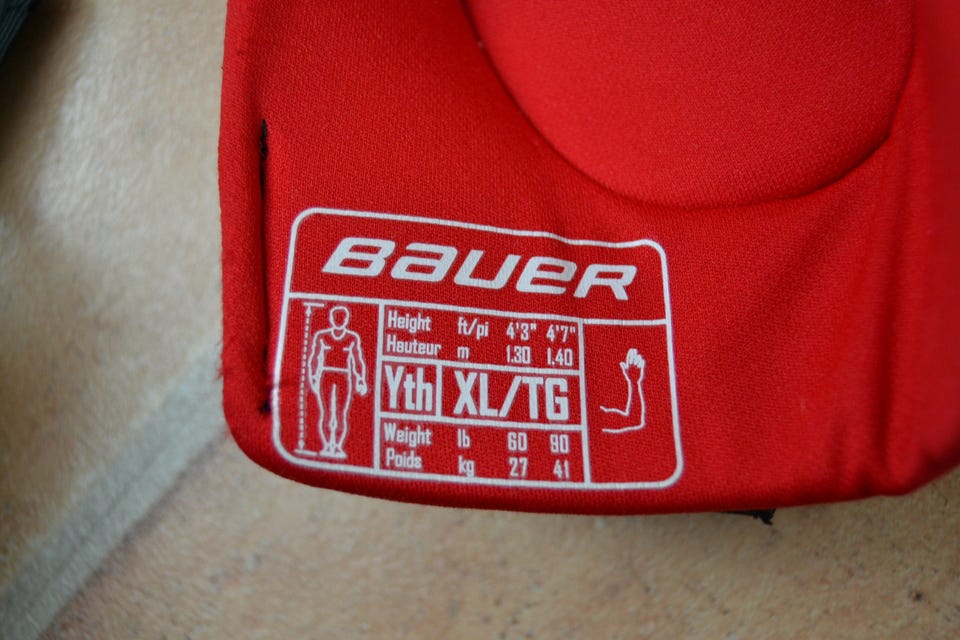 BAUER
Height ft/pi 4'3" 4'7"
Hauteur m 1.30 1.40
Yth XL/TG
Weight lb 60 90
Poids kg 27 41